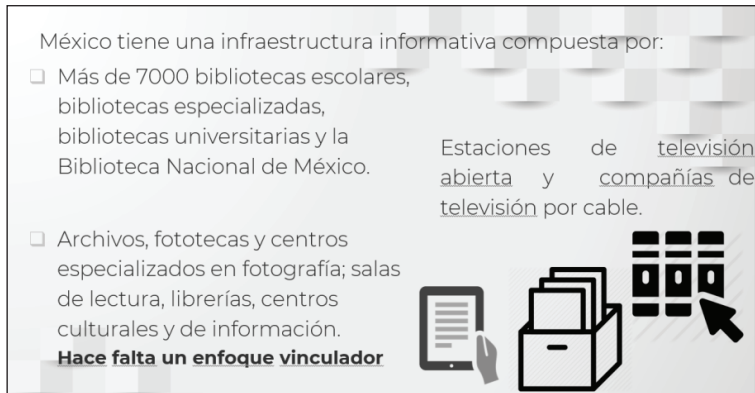 México tiene una infraestructura informativa compuesta por:
❑ Más de 7000 bibliotecas escolares,
bibliotecas especializadas,
bibliotecas universitarias y la
Biblioteca Nacional de México.
❑ Archivos, fototecas y centros
especializados en fotografía; salas
de lectura, librerías, centros
culturales y de información.
Hace falta un enfoque vinculador
Estaciones de televisión
abierta y compañías de
televisión por cable.